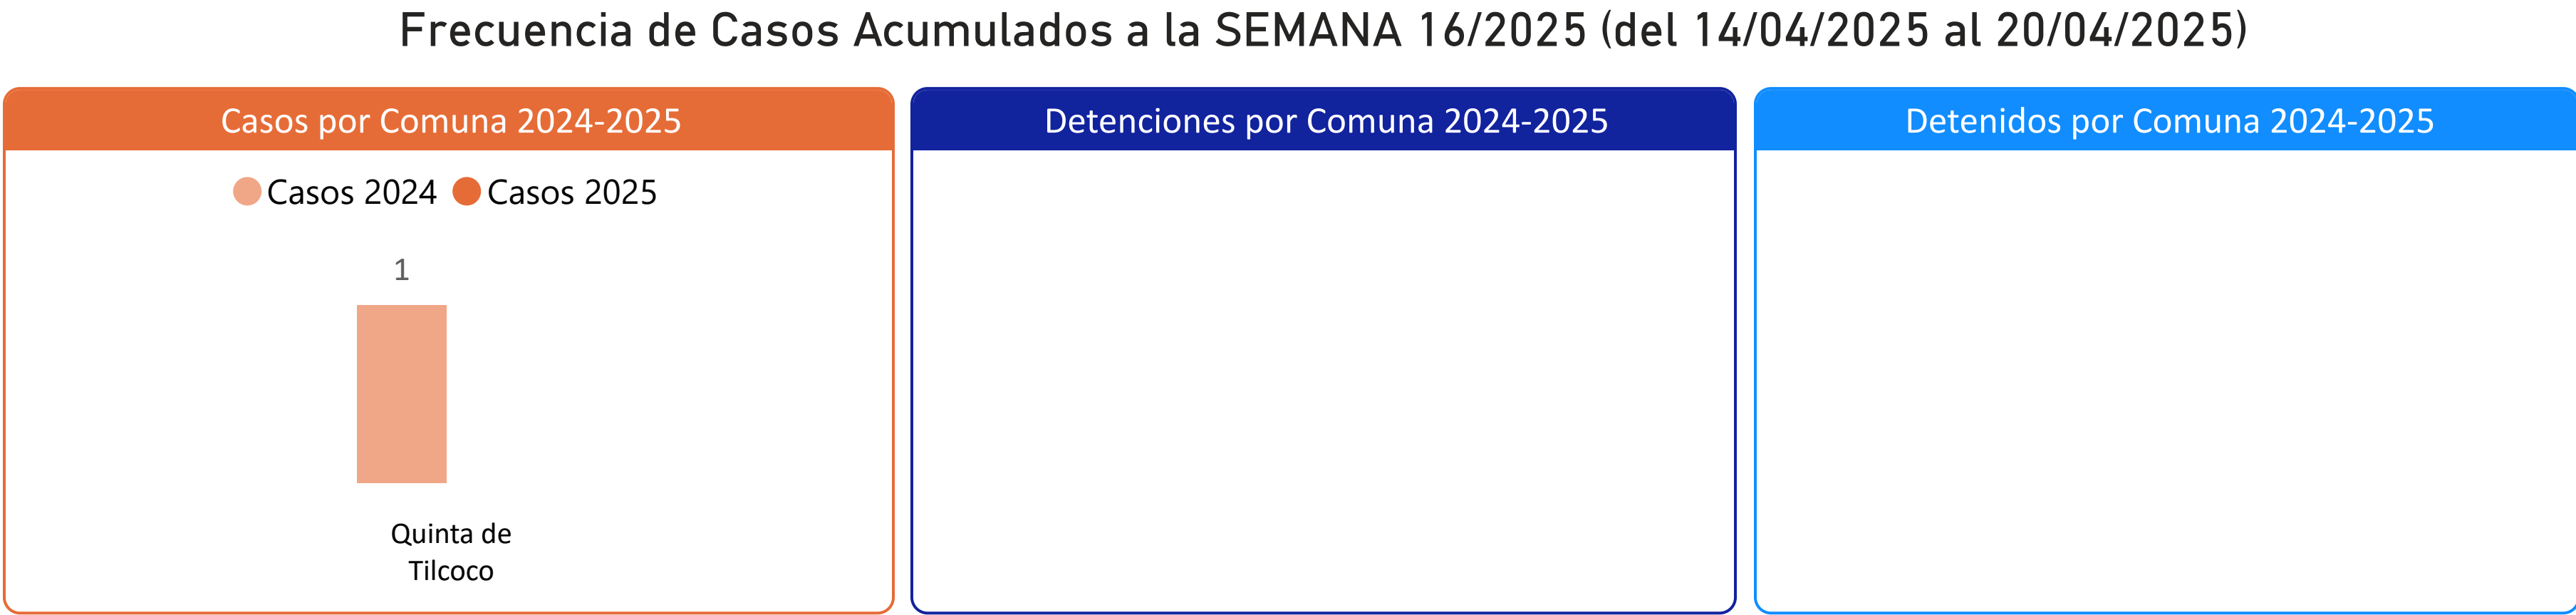 Frecuencia de Casos Acumulados a la SEMANA 16/2025 (del 14/04/2025 al 20/04/2025)
Casos por Comuna 2024-2025
Casos 2024 Casos 2025
1
Quinta de
Tilcoco
Detenciones por Comuna 2024-2025
Detenidos por Comuna 2024-2025